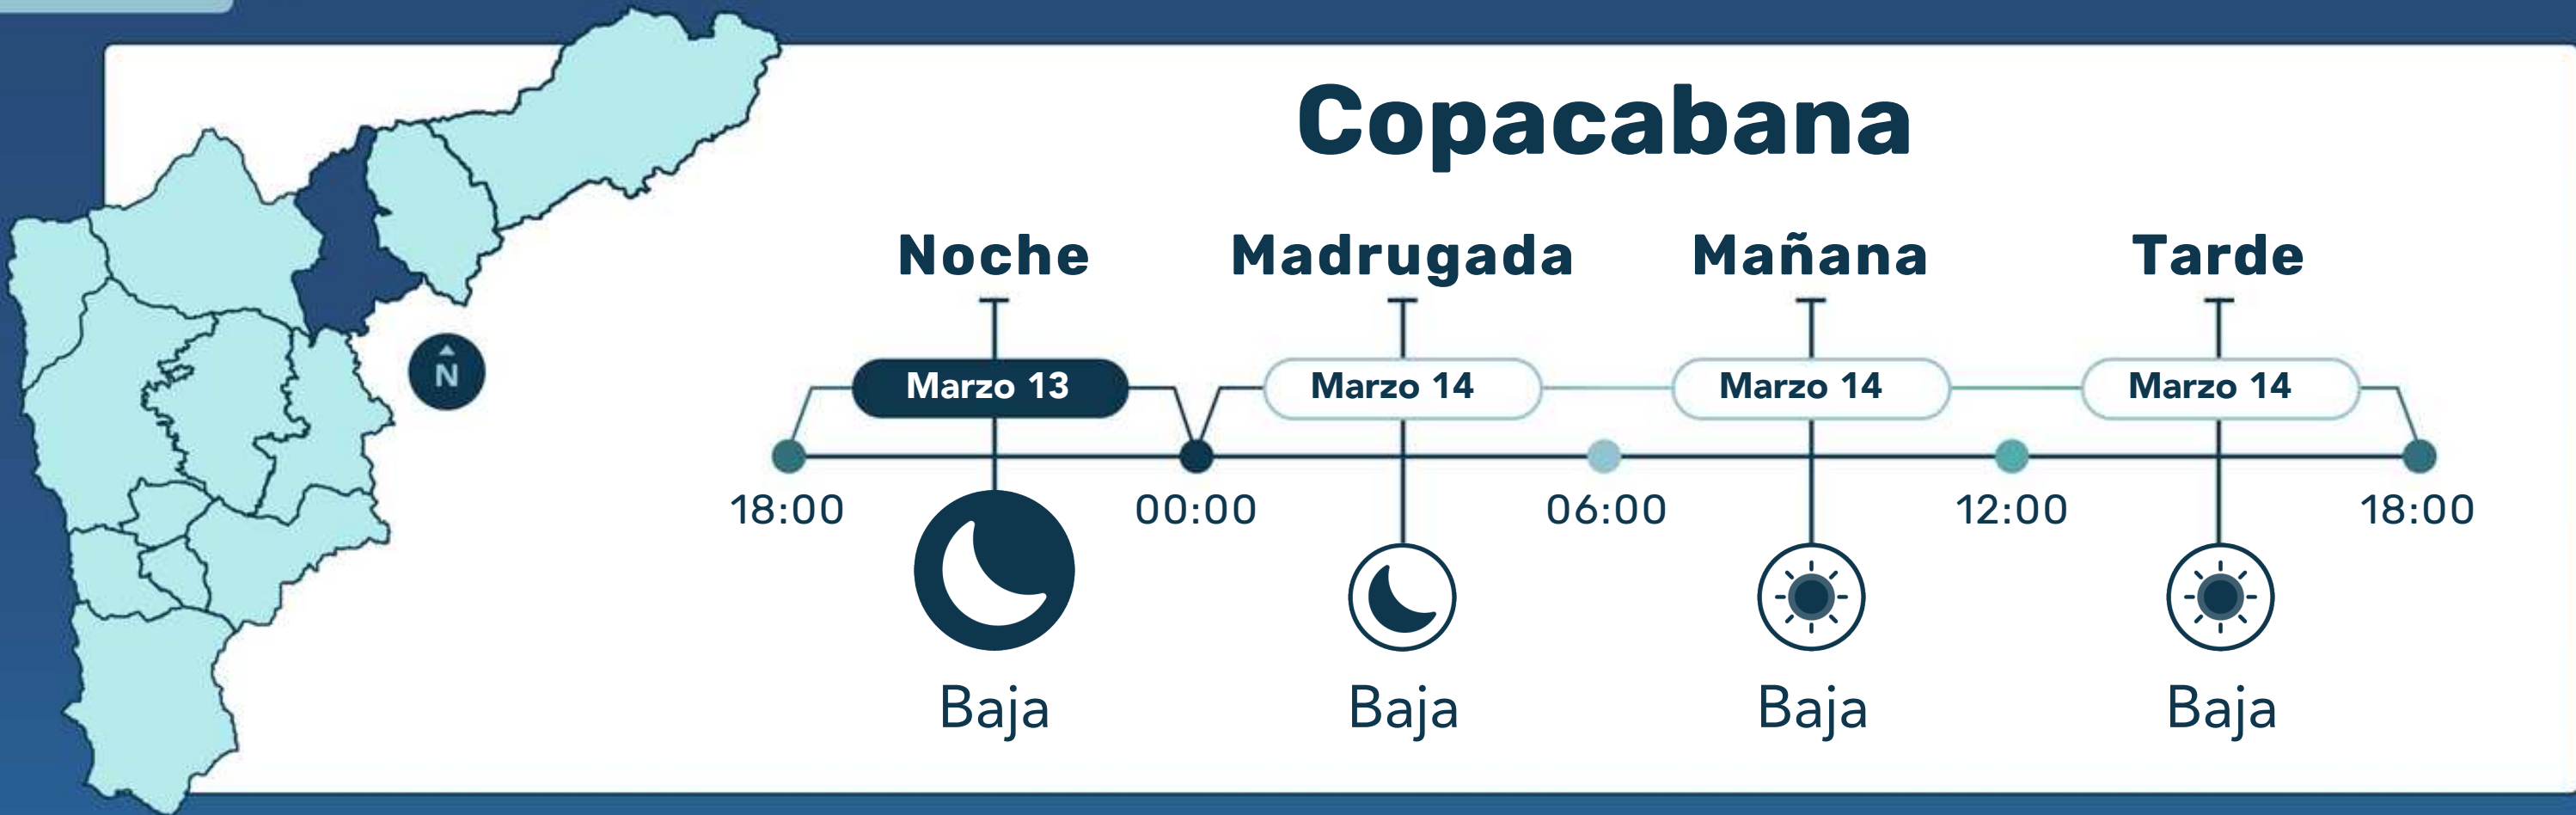 Copacabana
Noche Madrugada Mañana Tarde
Marzo 13 Marzo 14 Marzo 14 Marzo 14
N
18:00 00:00 06:00 12:00 18:00
Baja Baja Baja Baja